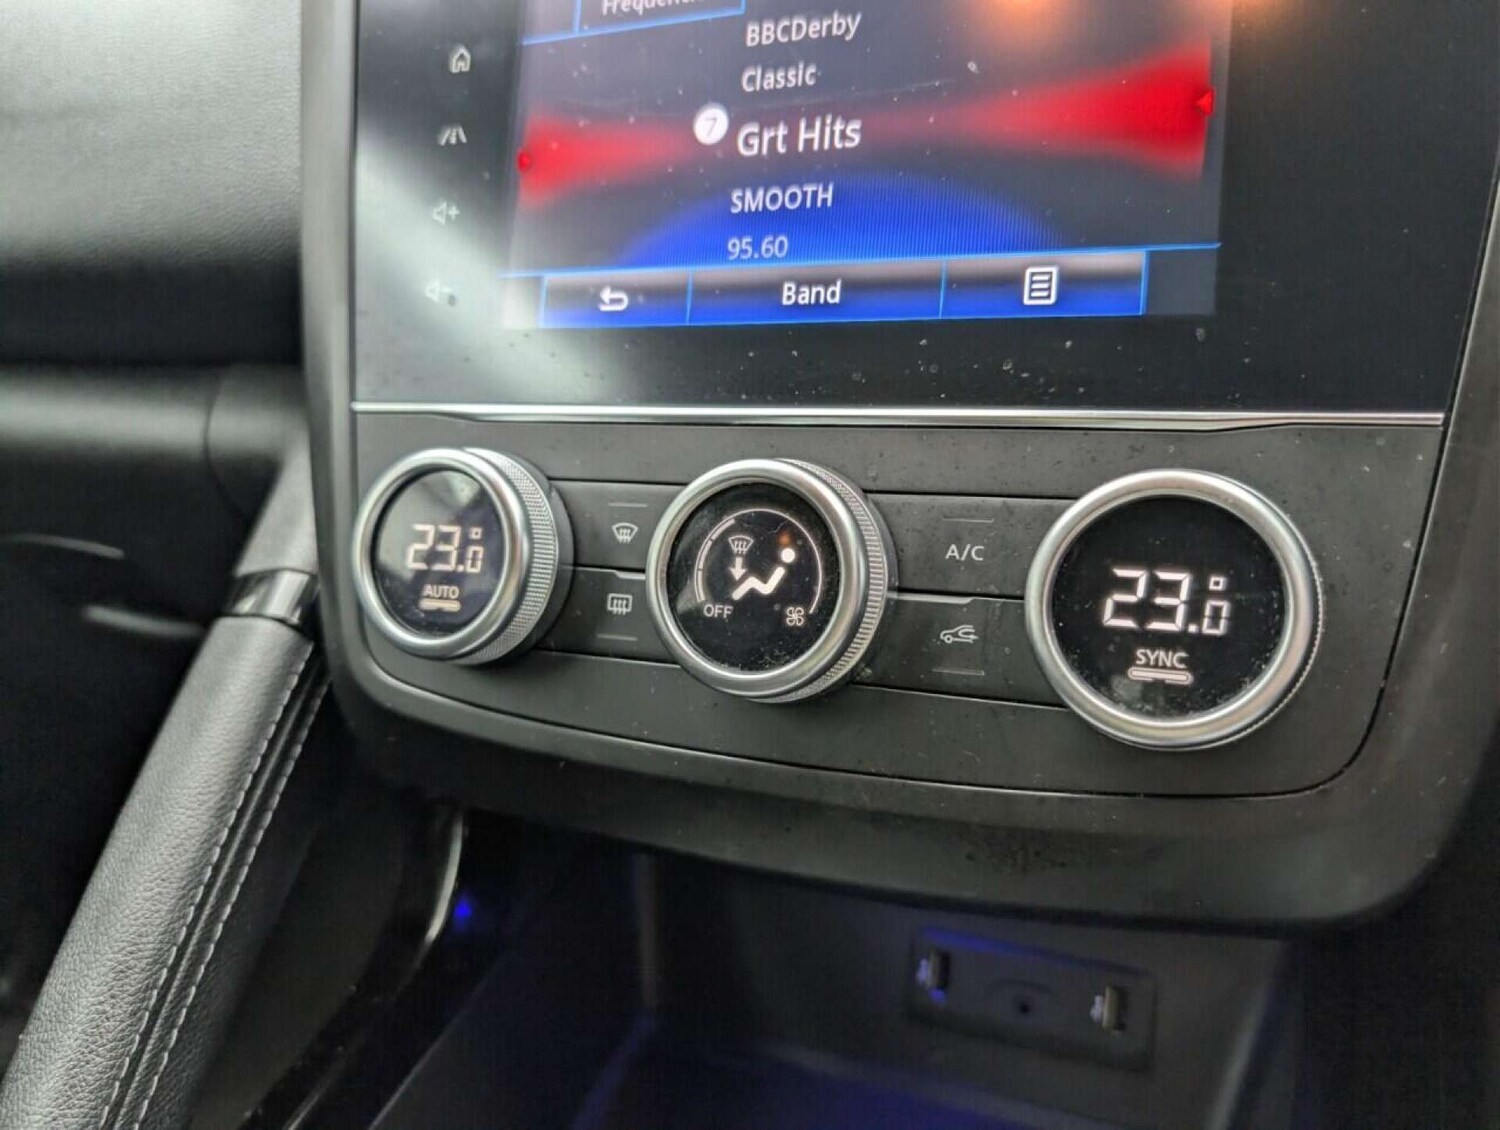 BBCDerby
Classic
7 Grt Hits
SMOOTH
95.60
Band
23.0
AUTO
OFF
A/C
23.0
SYNC